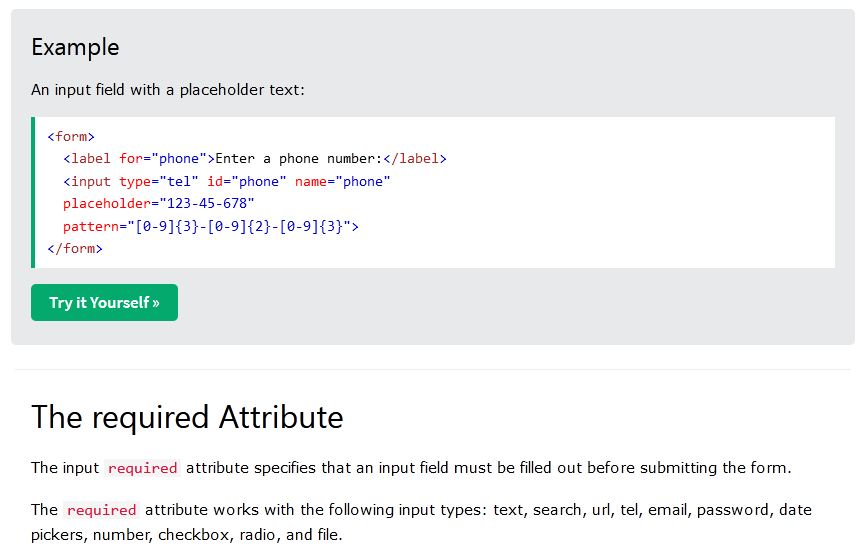 Example
An input field with a placeholder text:
<form>
  <label for="phone">Enter a phone number:</label>
  <input type="tel" id="phone" name="phone"
  placeholder="123-45-678"
  pattern="[0-9]{3}-[0-9]{2}-[0-9]{3}">
</form>
Try it Yourself »
The required Attribute
The input required attribute specifies that an input field must be filled out before submitting the form.
The required attribute works with the following input types: text, search, url, tel, email, password, date
pickers, number, checkbox, radio, and file.